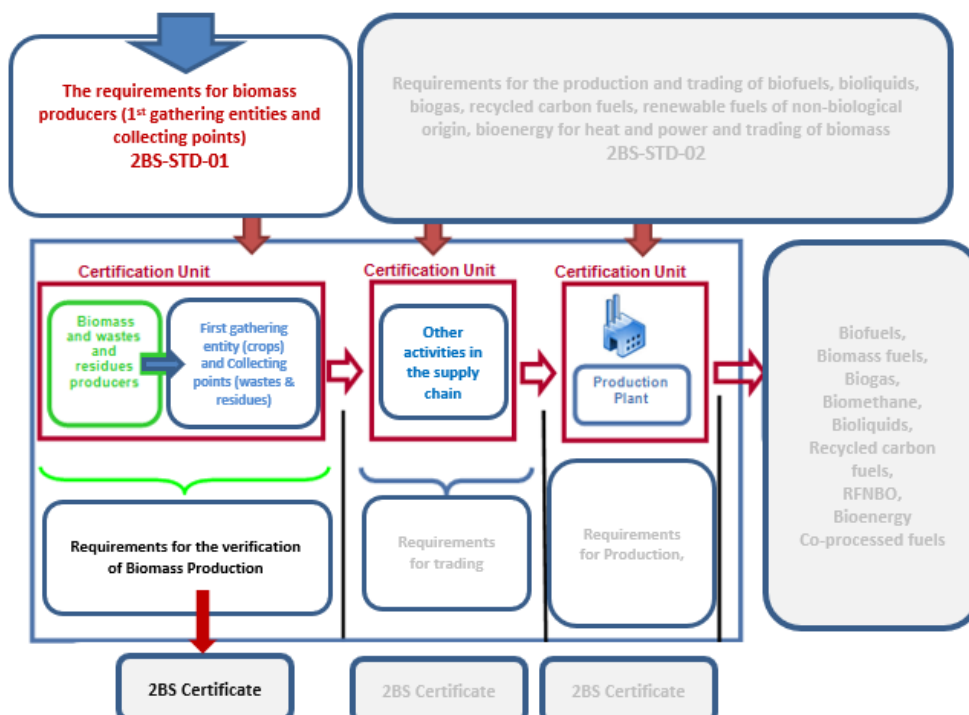 The requirements for biomass
producers (1st gathering entities and
collecting points)
2BS-STD-01
Requirements for the production and trading of biofuels, bioliquids,
biogas, recycled carbon fuels, renewable fuels of non-biological
origin, bioenergy for heat and power and trading of biomass
2BS-STD-02
Certification Unit
Biomass
and wastes
and
residues
producers
First gathering
entity (crops)
and Collecting
points (wastes &
residues)
Certification Unit
Other
activities in
the supply
chain
Certification Unit
Production
Plant
Biofuels,
Biomass fuels,
Biogas,
Biomethane,
Bioliquids,
Recycled carbon
fuels,
RFNBO,
Bioenergy
Co-processed fuels
Requirements for the verification
of Biomass Production
Requirements
for trading
Requirements
for Production,
2BS Certificate
2BS Certificate
2BS Certificate